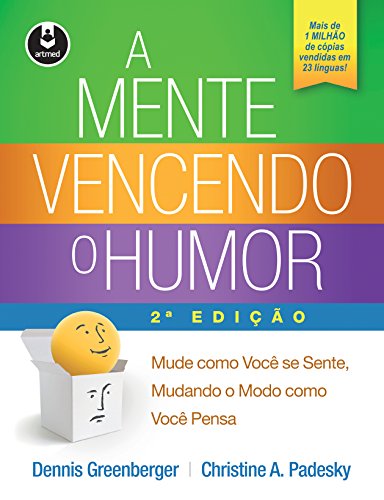 artmed
Mais de
1 MILHÃO
de cópias
vendidas em
23 línguas!
A
MENTE
VENCENDO
O HUMOR
2ª EDIÇÃO
Mude como Você se Sente,
Mudando o Modo como
Você Pensa
Dennis Greenberger | Christine A. Padesky